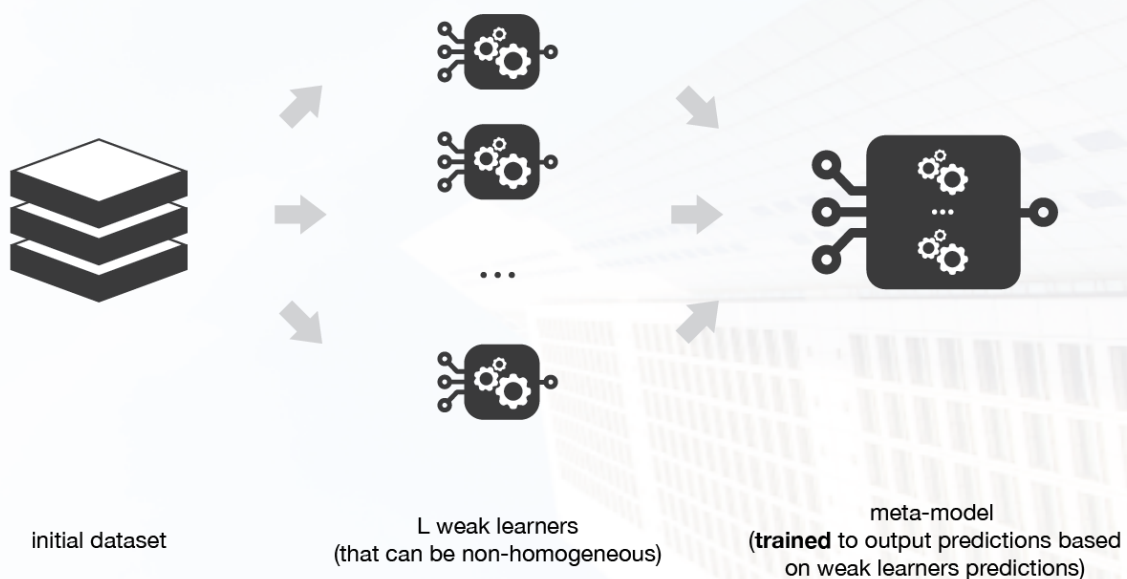 initial dataset
L weak learners
(that can be non-homogeneous)
meta-model
(trained to output predictions based
on weak learners predictions)